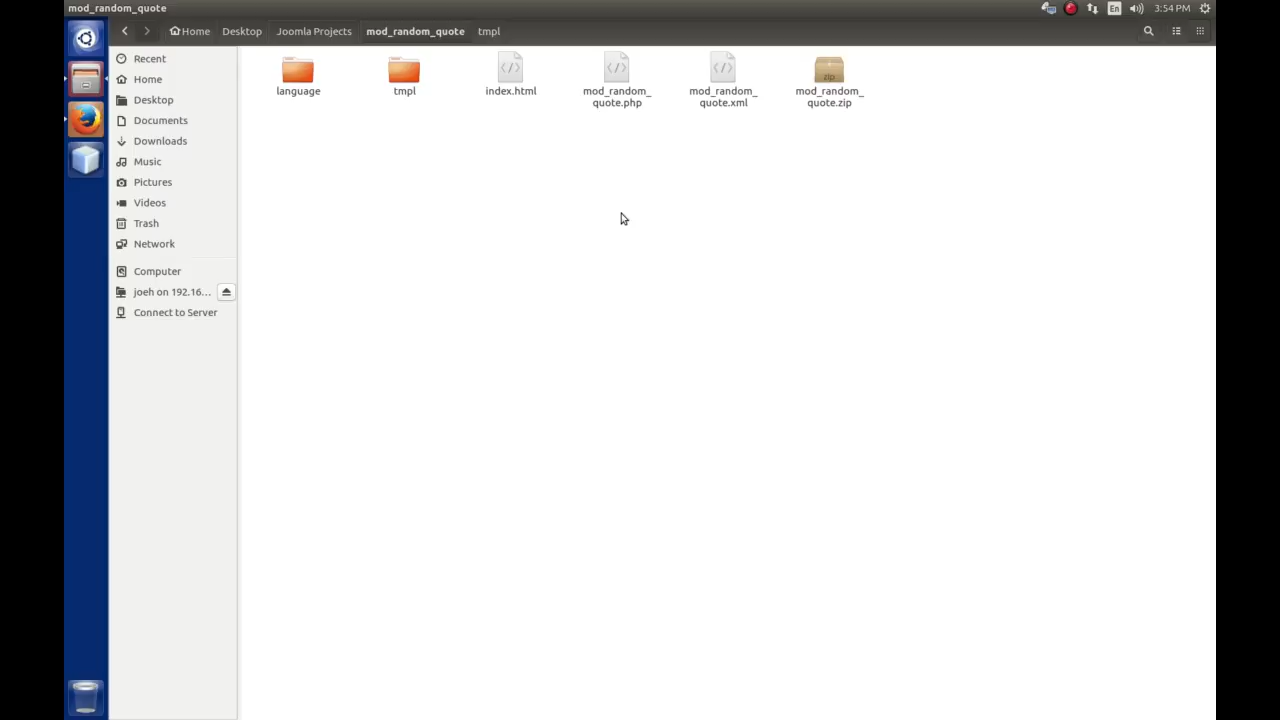 mod_random_quote
En
3:54 PM
Home
Desktop
Joomla Projects
mod_random_quote
tmpl
Recent
Home
Desktop
Documents
Downloads
Music
Pictures
Videos
Trash
Network
Computer
joeh on 192.16...
Connect to Server
language
tmpl
index.html
mod_random_
quote.php
mod_random_
quote.xml
zip
mod_random_
quote.zip